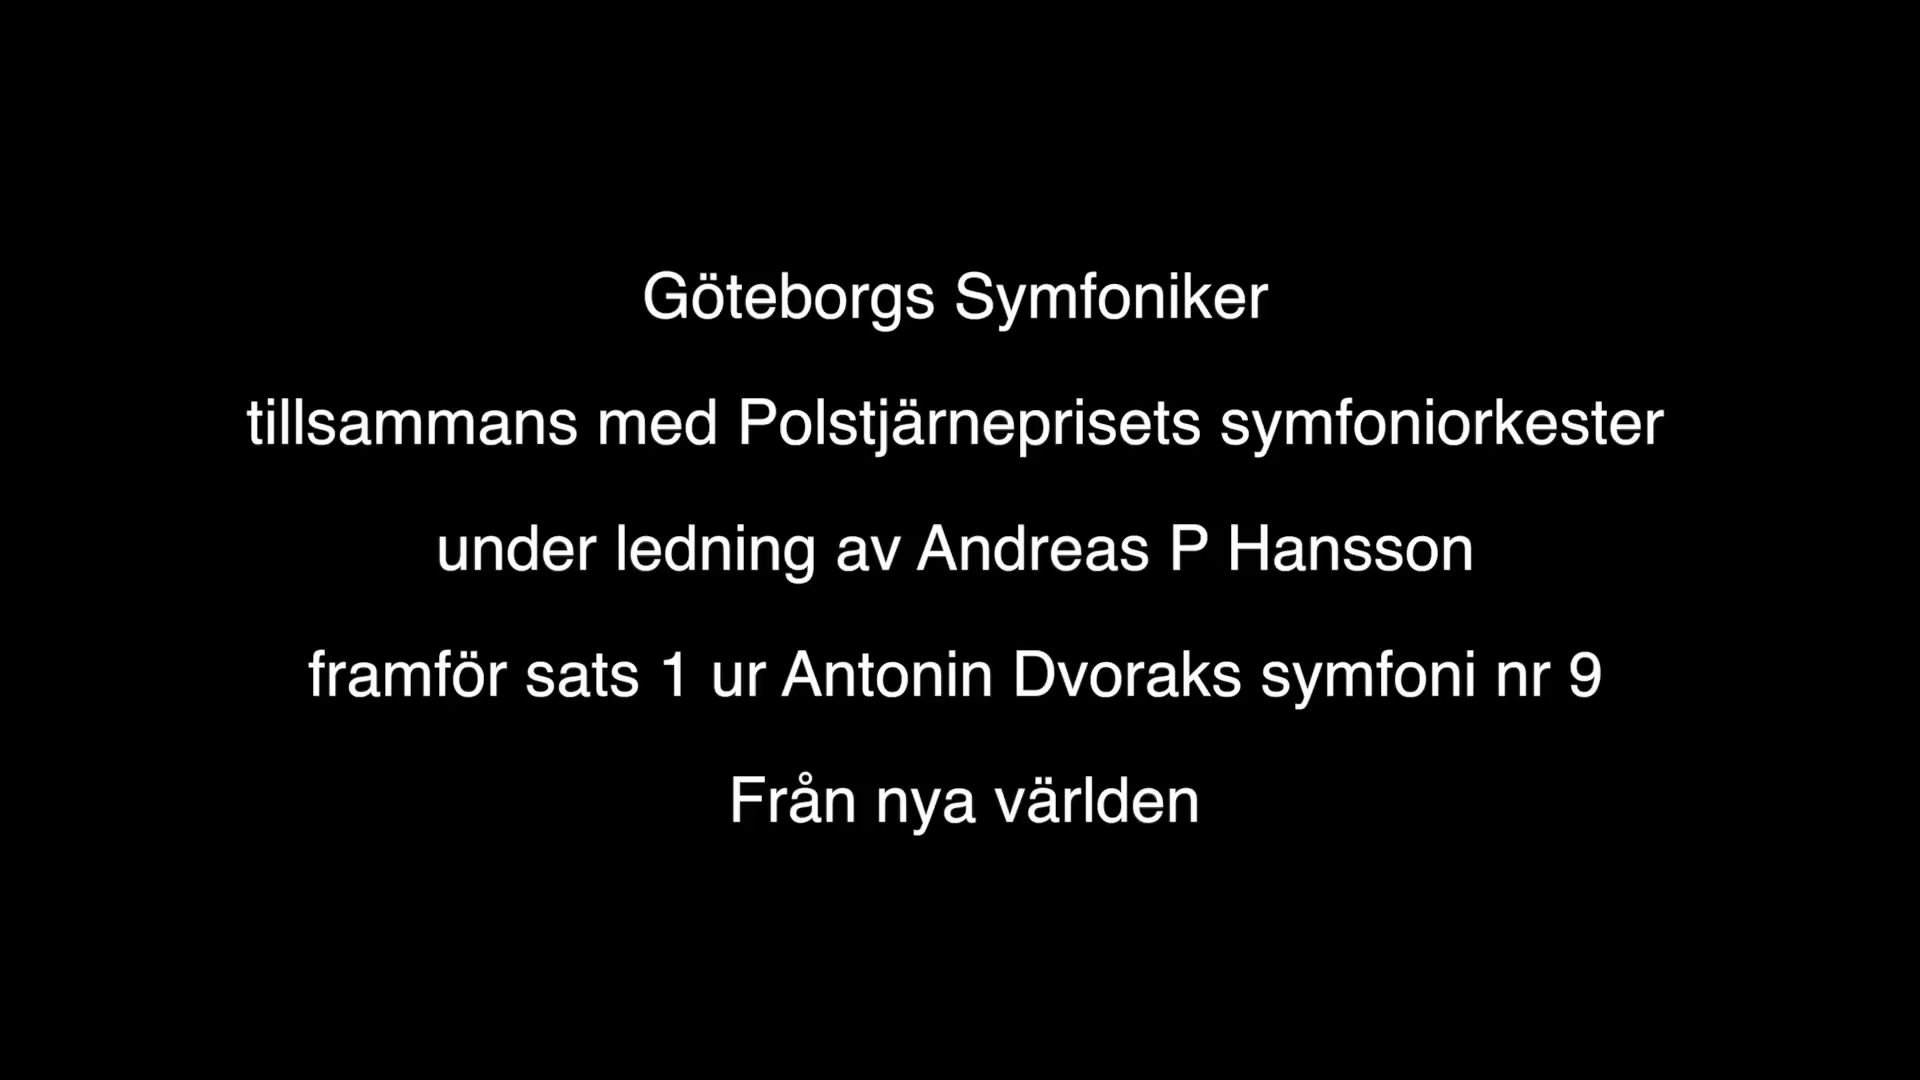 Göteborgs Symfoniker
tillsammans med Polstjärneprisets symfoniorkester
under ledning av Andreas P Hansson
framför sats 1 ur Antonin Dvoraks symfoni nr 9
Från nya världen